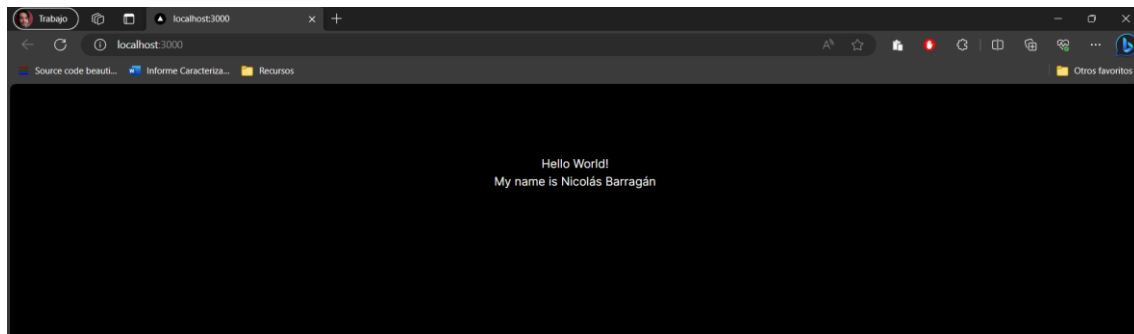 Trabajo
localhost:3000
localhost:3000
Source code beauti...
Informe Caracteriza...
Recursos
Otros favoritos
Hello World!
My name is Nicolás Barragán